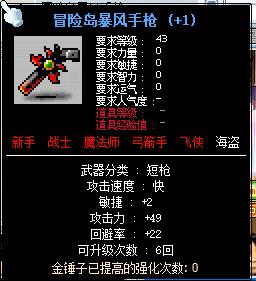 冒险岛暴风手枪 (+1)
要求等级: 43
要求力量: -
要求敏捷: -
要求智力: -
要求运气: -
要求人气度: -
道具等级: -
道具经验值: -
新手 战士 魔法师 弓箭手 飞侠 海盗
武器分类 : 短枪
攻击速度 : 快
敏捷 : +2
攻击力 : +49
回避率 : +22
可升级次数 : 6回
金锤子已提高的强化次数: 0